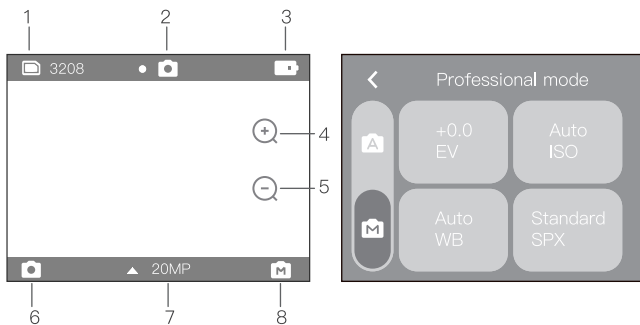 1 2 3
3208
4
5
20MP
M
6 7 8
Professional mode
A
+0.0
EV
Auto
ISO
M
Auto
WB
Standard
SPX